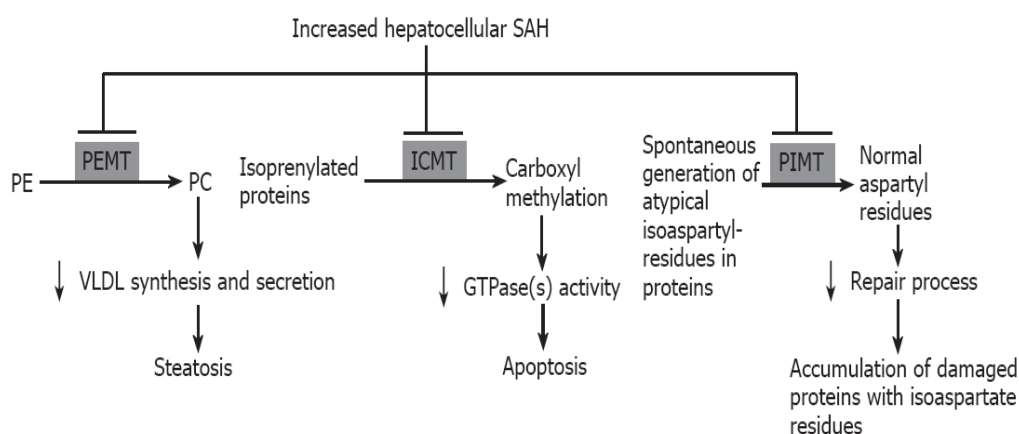 Increased hepatocellular SAH
PEMT
PE
PC
VLDL synthesis and secretion
Steatosis
Isoprenylated
proteins
ICMT
Carboxyl
methylation
GTPase(s) activity
Apoptosis
Spontaneous
generation of
atypical
isoaspartyl-
residues in
proteins
PIMT
Normal
aspartyl
residues
Repair process
Accumulation of damaged
proteins with isoaspartate
residues